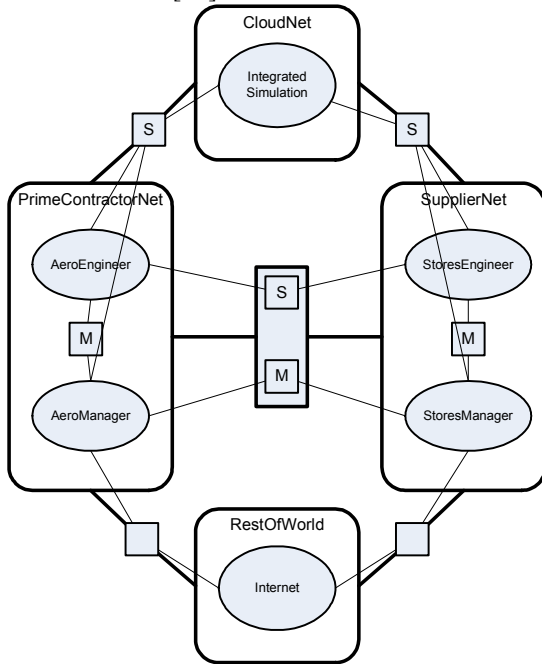 CloudNet
Integrated
Simulation
S
S
PrimeContractorNet
SupplierNet
AeroEngineer
StoresEngineer
S
M
M
M
AeroManager
StoresManager
RestOfWorld
Internet